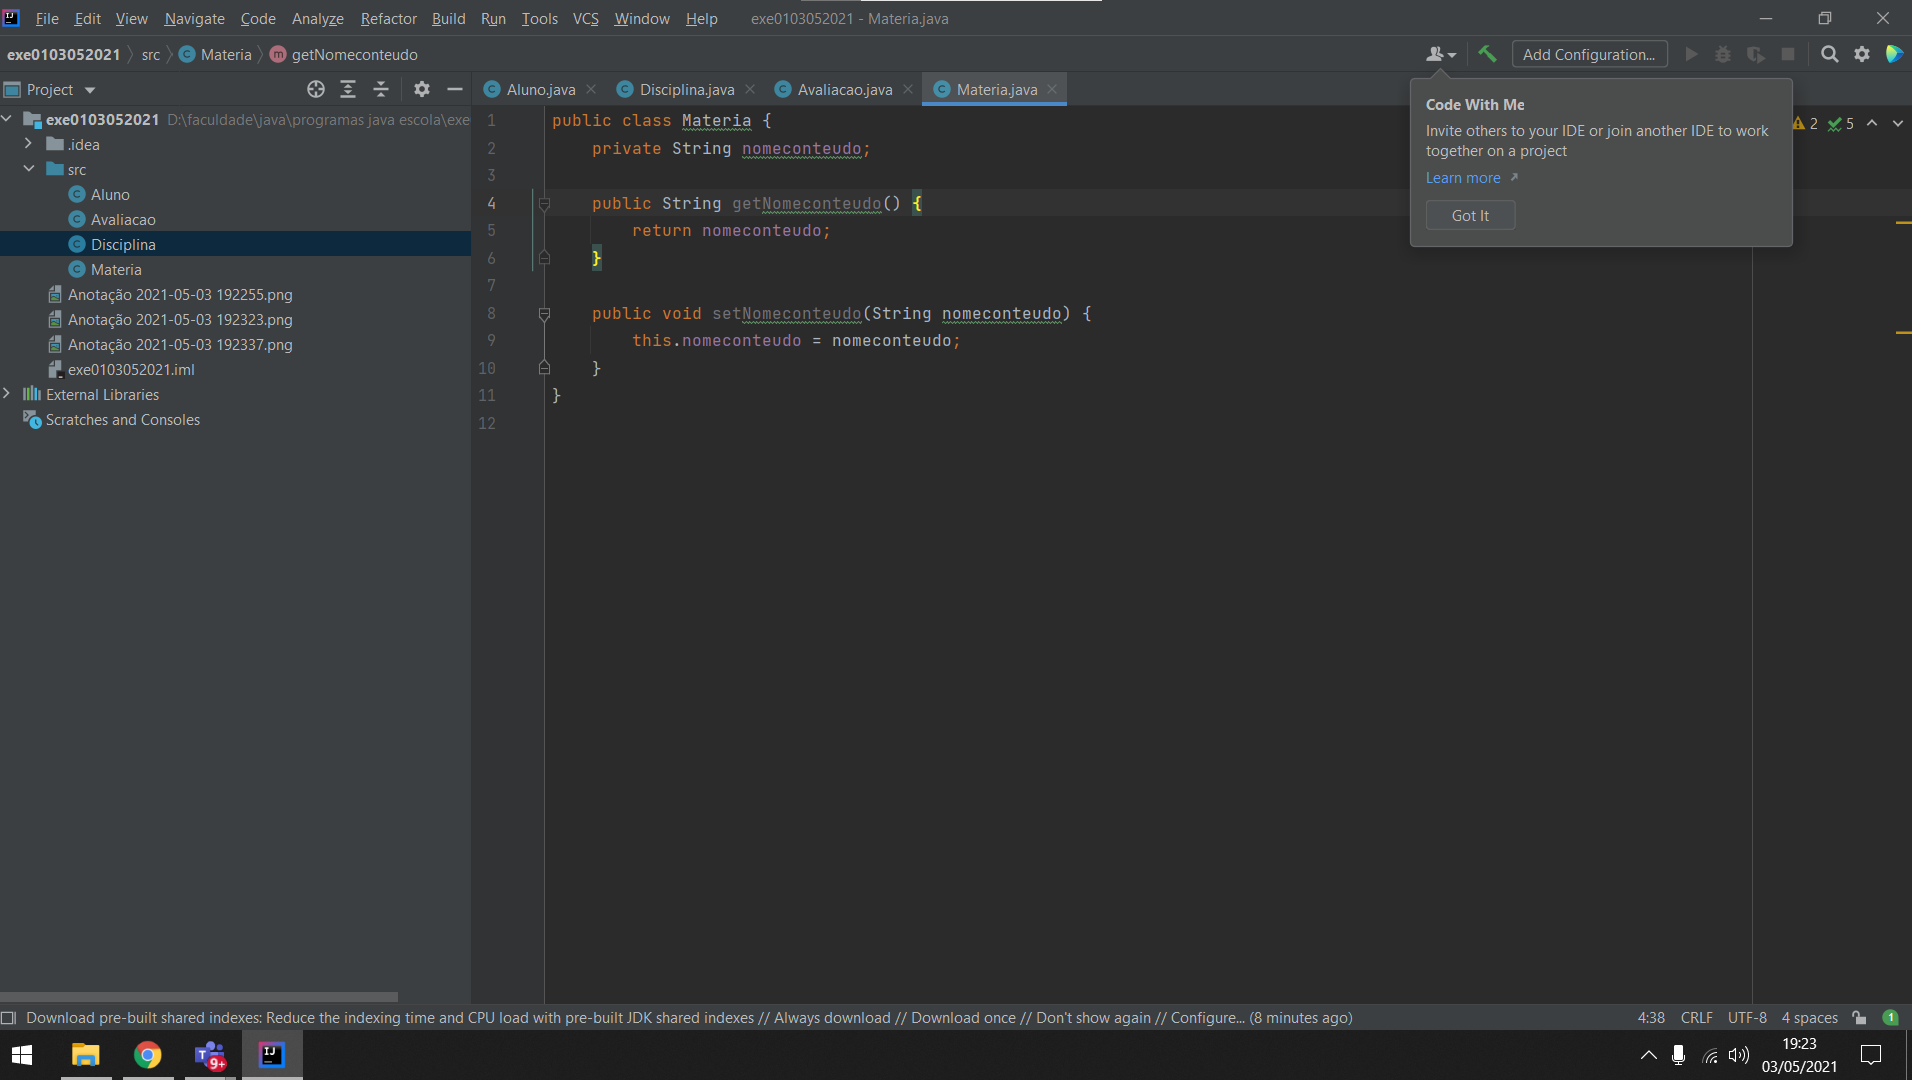 File Edit View Navigate Code Analyze Refactor Build Run Tools VCS Window Help exe0103052021 - Materia.java
exe0103052021 src Materia getNomeconteudo Add Configuration...
Project Aluno.java Disciplina.java Avaliacao.java Materia.java
exe0103052021 D:\faculdade\java\programas java escola\exe
.idea
src
Aluno
Avaliacao
Disciplina
Materia
Anotação 2021-05-03 192255.png
Anotação 2021-05-03 192323.png
Anotação 2021-05-03 192337.png
exe0103052021.iml
External Libraries
Scratches and Consoles
1 public class Materia {
2 private String nomeconteudo;
3
4 public String getNomeconteudo() {
5 return nomeconteudo;
6 }
7
8 public void setNomeconteudo(String nomeconteudo) {
9 this.nomeconteudo = nomeconteudo;
10 }
11 }
12
Code With Me
Invite others to your IDE or join another IDE to work
together on a project
Learn more
Got It
2 5
Download pre-built shared indexes: Reduce the indexing time and CPU load with pre-built JDK shared indexes // Always download // Download once // Don't show again // Configure... (8 minutes ago) 4:38 CRLF UTF-8 4 spaces 1
9+
19:23
03/05/2021